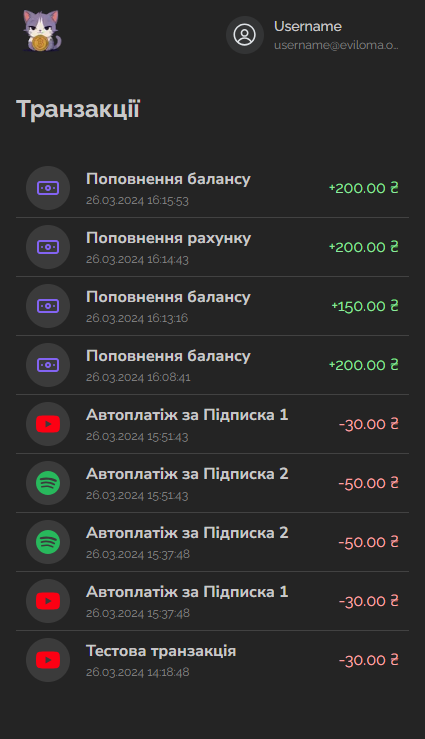 Username
username@eviloma.o...
Транзакції
Поповнення балансу
+200.00 ₴
26.03.2024 16:15:53
Поповнення рахунку
+200.00 ₴
26.03.2024 16:14:43
Поповнення балансу
+150.00 ₴
26.03.2024 16:13:16
Поповнення балансу
+200.00 ₴
26.03.2024 16:08:41
Автоплатіж за Підписка 1
-30.00 ₴
26.03.2024 15:51:43
Автоплатіж за Підписка 2
-50.00 ₴
26.03.2024 15:51:43
Автоплатіж за Підписка 2
-50.00 ₴
26.03.2024 15:37:48
Автоплатіж за Підписка 1
-30.00 ₴
26.03.2024 15:37:48
Тестова транзакція
-30.00 ₴
26.03.2024 14:18:48